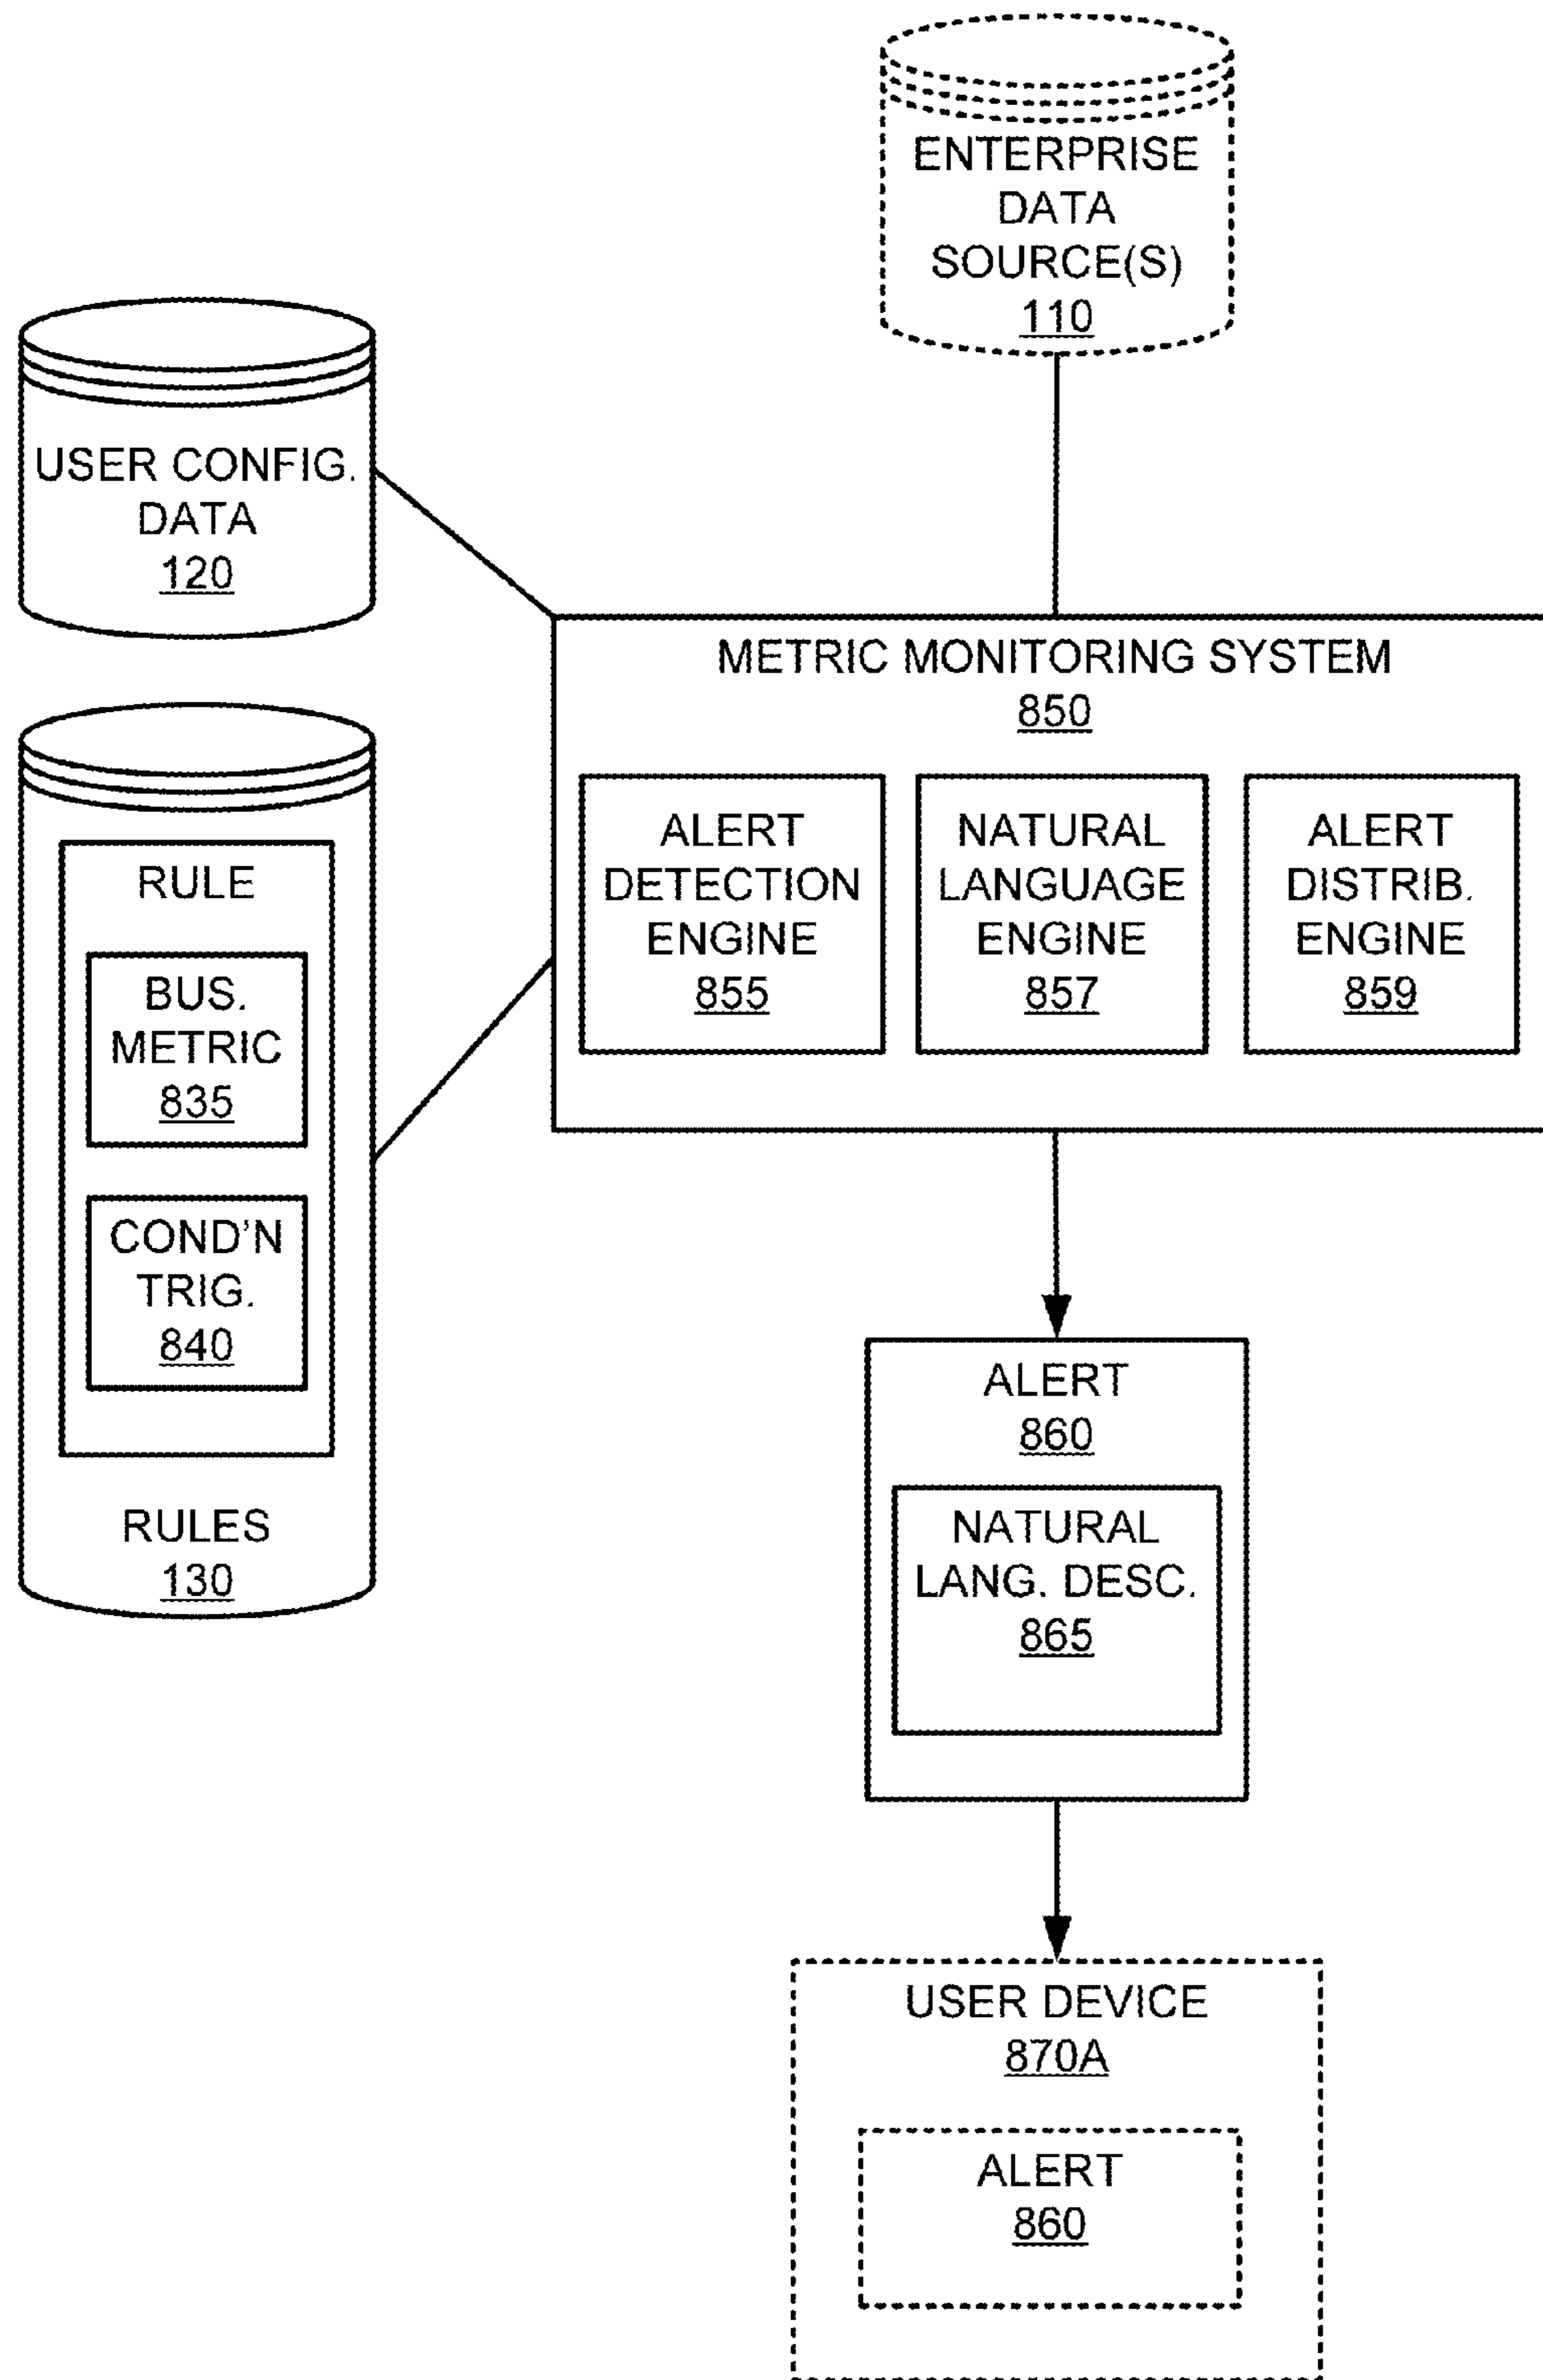 ENTERPRISE
DATA
SOURCE(S)
110
USER CONFIG.
DATA
120
METRIC MONITORING SYSTEM
850
ALERT
DETECTION
ENGINE
855
NATURAL
LANGUAGE
ENGINE
857
ALERT
DISTRIB.
ENGINE
859
RULE
BUS.
METRIC
835
COND'N
TRIG.
840
RULES
130
ALERT
860
NATURAL
LANG. DESC.
865
USER DEVICE
870A
ALERT
860